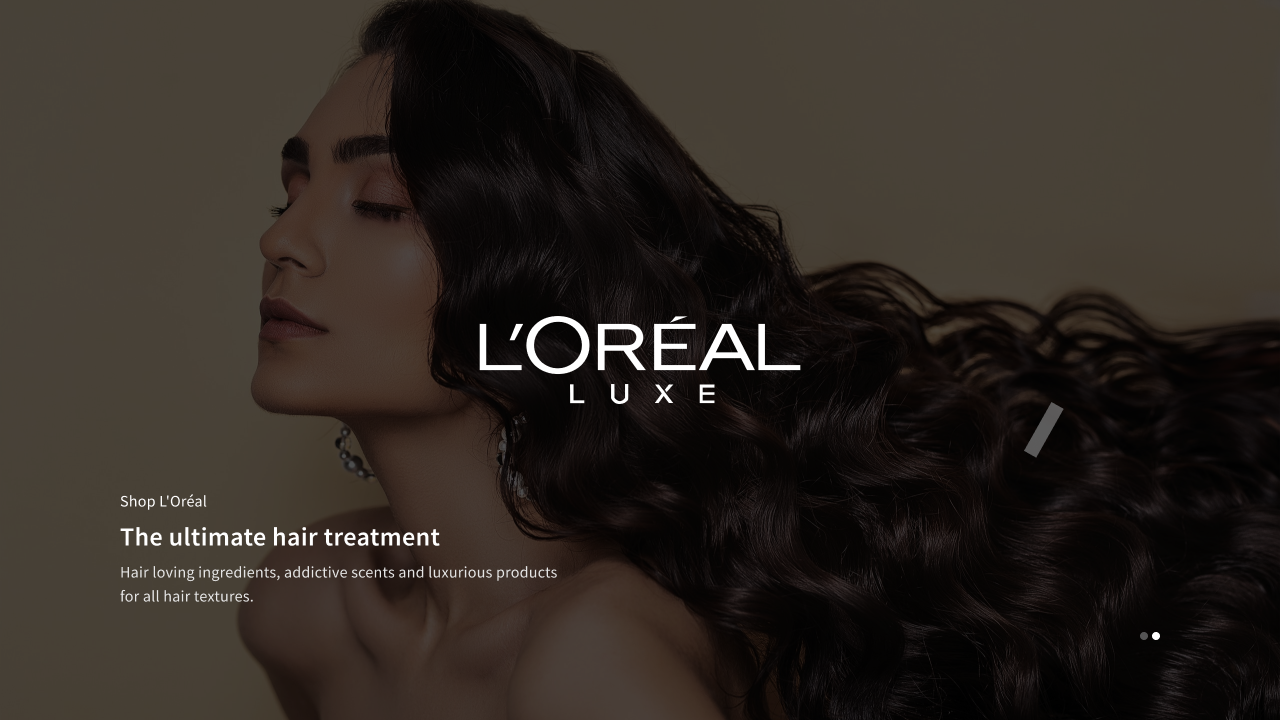 L'ORÉAL
LUXE
Shop L'Oréal
The ultimate hair treatment
Hair loving ingredients, addictive scents and luxurious products
for all hair textures.